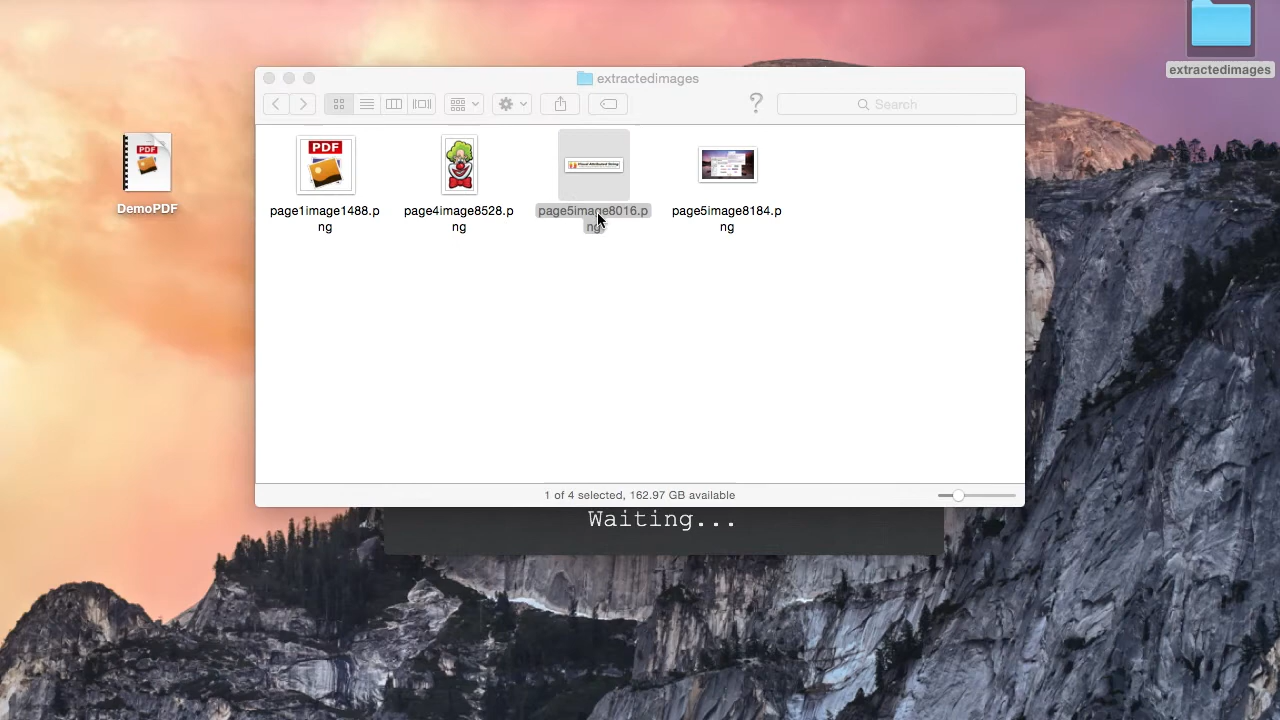 extractedimages
extractedimages
Search
PDF
PDF
DemoPDF
page1image1488.p
ng
page4image8528.p
ng
page5image8016.p
ng
page5image8184.p
ng
1 of 4 selected, 162.97 GB available
Waiting...